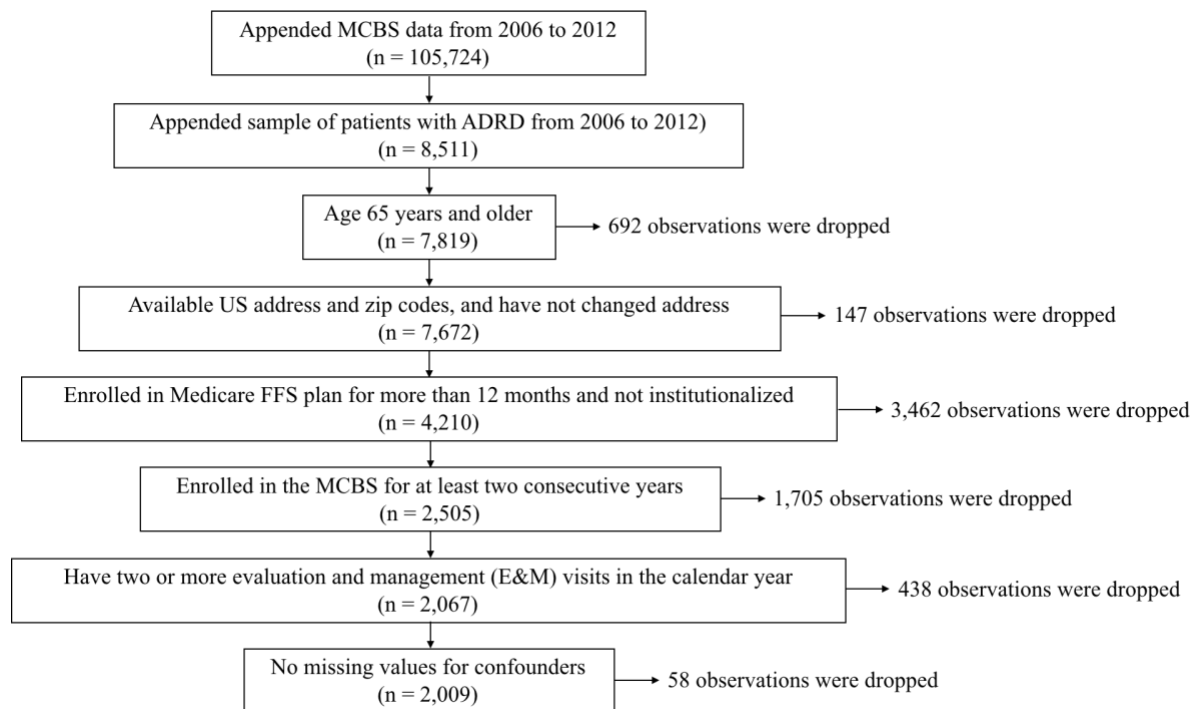 Appended MCBS data from 2006 to 2012
(n = 105,724)
Appended sample of patients with ADRD from 2006 to 2012)
(n = 8,511)
Age 65 years and older
(n = 7,819)
692 observations were dropped
Available US address and zip codes, and have not changed address
(n = 7,672)
147 observations were dropped
Enrolled in Medicare FFS plan for more than 12 months and not institutionalized
(n = 4,210)
3,462 observations were dropped
Enrolled in the MCBS for at least two consecutive years
(n = 2,505)
1,705 observations were dropped
Have two or more evaluation and management (E&M) visits in the calendar year
(n = 2,067)
438 observations were dropped
No missing values for confounders
(n = 2,009)
58 observations were dropped